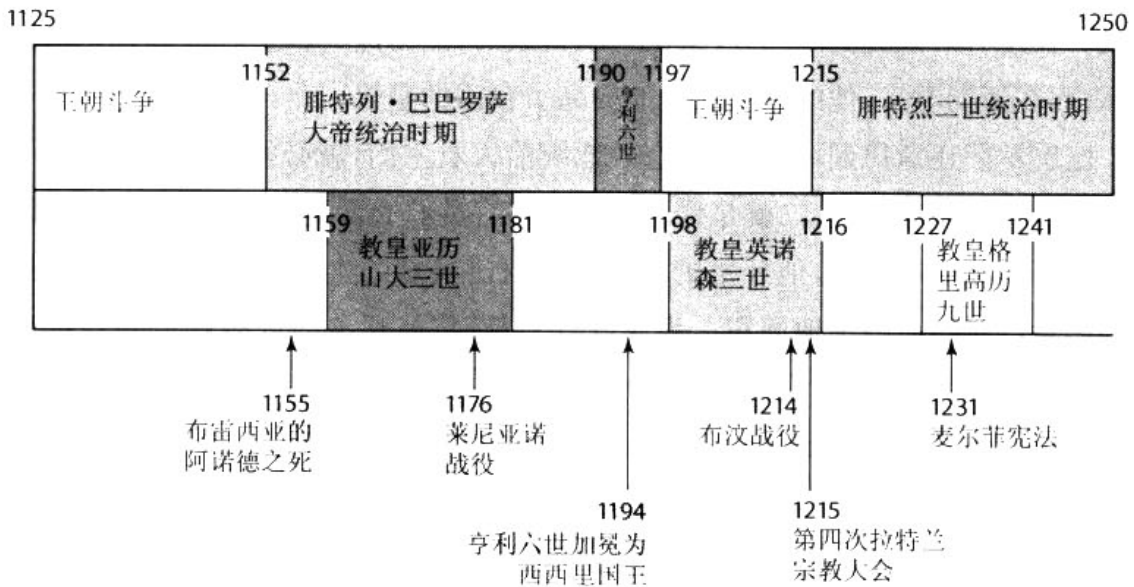 1125
1250
1152
1190
1197
1215
王朝斗争
腓特列·巴巴罗萨
大帝统治时期
亨利六世
王朝斗争
腓特烈二世统治时期
1159
1181
1198
1216
1227
1241
教皇亚历
山大三世
教皇英诺
森三世
教皇格
里高历
九世
1155
布雷西亚的
阿诺德之死
1176
莱尼亚诺
战役
1214
布汶战役
1231
麦尔菲宪法
1194
亨利六世加冕为
西西里国王
1215
第四次拉特兰
宗教大会